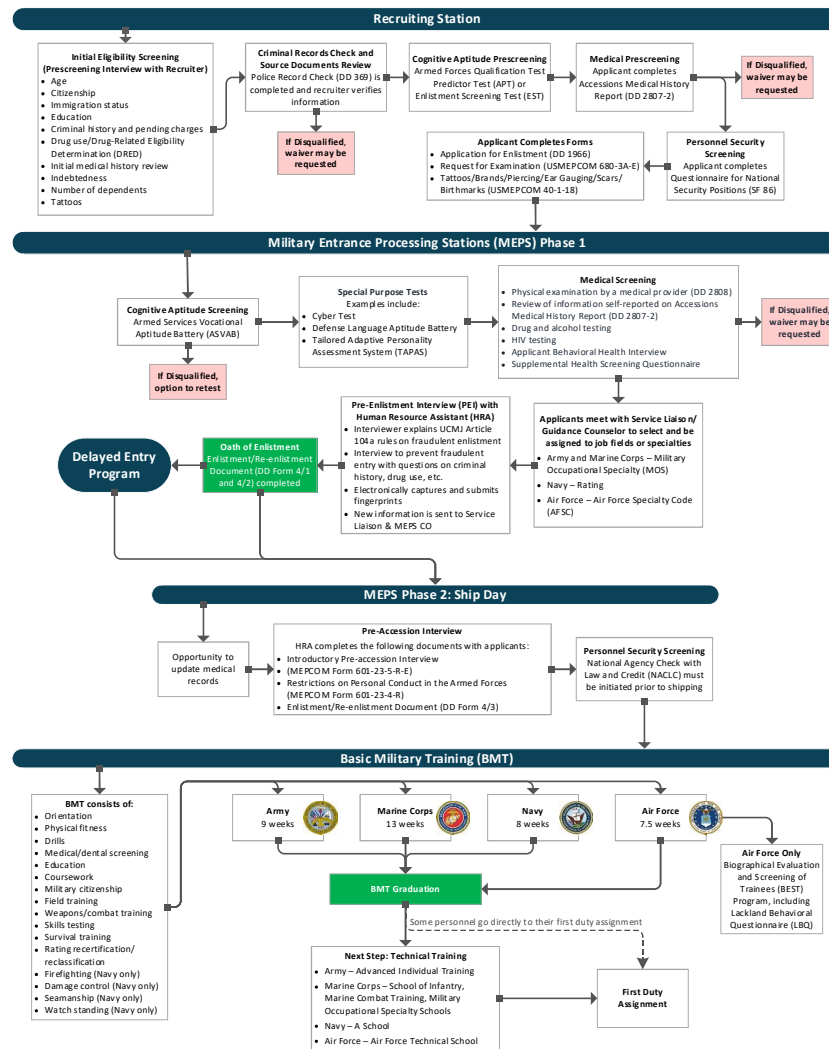 Recruiting Station
Initial Eligibility Screening
(Prescreening Interview with Recruiter)
• Age
• Citizenship
• Immigration status
• Education
• Criminal history and pending charges
• Drug use/Drug-Related Eligibility
Determination (DRED)
• Initial medical history review
• Indebtedness
• Number of dependents
• Tattoos
Criminal Records Check and
Source Documents Review
Police Record Check (DD 369) is
completed and recruiter verifies
information
If Disqualified,
waiver may be
requested
Cognitive Aptitude Prescreening
Armed Forces Qualification Test
Predictor Test (APT) or
Enlistment Screening Test (EST)
Medical Prescreening
Applicant completes
Accessions Medical History
Report (DD 2807-2)
If Disqualified,
waiver may be
requested
Personnel Security
Screening
Applicant completes
Questionnaire for National
Security Positions (SF 86)
Applicant Completes Forms
• Application for Enlistment (DD 1966)
• Request for Examination (USMEPCOM 680-3A-E)
• Tattoos/Brands/Piercing/Ear Gauging/Scars/
Birthmarks (USMEPCOM 40-1-18)
Military Entrance Processing Stations (MEPS) Phase 1
Cognitive Aptitude Screening
Armed Services Vocational
Aptitude Battery (ASVAB)
If Disqualified,
option to retest
Special Purpose Tests
Examples include:
• Cyber Test
• Defense Language Aptitude Battery
• Tailored Adaptive Personality
Assessment System (TAPAS)
Medical Screening
• Physical examination by a medical provider (DD 2808)
• Review of information self-reported on Accessions
Medical History Report (DD 2807-2)
• Drug and alcohol testing
• HIV testing
• Applicant Behavioral Health Interview
• Supplemental Health Screening Questionnaire
If Disqualified,
waiver may be
requested
Applicants meet with Service Liaison/
Guidance Counselor to select and be
assigned to job fields or specialties
• Army and Marine Corps – Military
Occupational Specialty (MOS)
• Navy – Rating
• Air Force – Air Force Specialty Code
(AFSC)
Pre-Enlistment Interview (PEI) with
Human Resource Assistant (HRA)
• Interviewer explains UCMJ Article
104a rules on fraudulent enlistment
• Interview to prevent fraudulent
entry with questions on criminal
history, drug use, etc.
• Electronically captures and submits
fingerprints
• New information is sent to Service
Liaison & MEPS CO
Oath of Enlistment
Enlistment/Re-enlistment
Document (DD Form 4/1
and 4/2) completed
Delayed Entry
Program
MEPS Phase 2: Ship Day
Opportunity to
update medical
records
Pre-Accession Interview
HRA completes the following documents with applicants:
• Introductory Pre-accession Interview
• (MEPCOM Form 601-23-5-R-E)
• Restrictions on Personal Conduct in the Armed Forces
(MEPCOM Form 601-23-4-R)
• Enlistment/Re-enlistment Document (DD Form 4/3)
Personnel Security Screening
National Agency Check with
Law and Credit (NACLC) must
be initiated prior to shipping
Basic Military Training (BMT)
BMT consists of:
• Orientation
• Physical fitness
• Drills
• Medical/dental screening
• Education
• Coursework
• Military citizenship
• Field training
• Weapons/combat training
• Skills testing
• Survival training
• Rating recertification/
reclassification
• Firefighting (Navy only)
• Damage control (Navy only)
• Seamanship (Navy only)
• Watch standing (Navy only)
Army
9 weeks
Marine Corps
13 weeks
Navy
8 weeks
Air Force
7.5 weeks
Air Force Only
Biographical Evaluation
and Screening of
Trainees (BEST)
Program, including
Lackland Behavioral
Questionnaire (LBQ)
BMT Graduation
Some personnel go directly to their first duty assignment
Next Step: Technical Training
• Army – Advanced Individual Training
• Marine Corps – School of Infantry,
Marine Combat Training, Military
Occupational Specialty Schools
• Navy – A School
• Air Force – Air Force Technical School
First Duty
Assignment